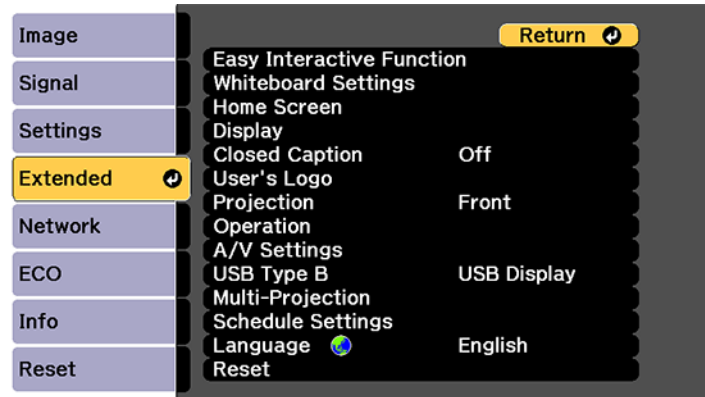 Image
Signal
Settings
Extended
Network
ECO
Info
Reset
Return
Easy Interactive Function
Whiteboard Settings
Home Screen
Display
Closed Caption Off
User's Logo
Projection Front
Operation
A/V Settings
USB Type B USB Display
Multi-Projection
Schedule Settings
Language English
Reset